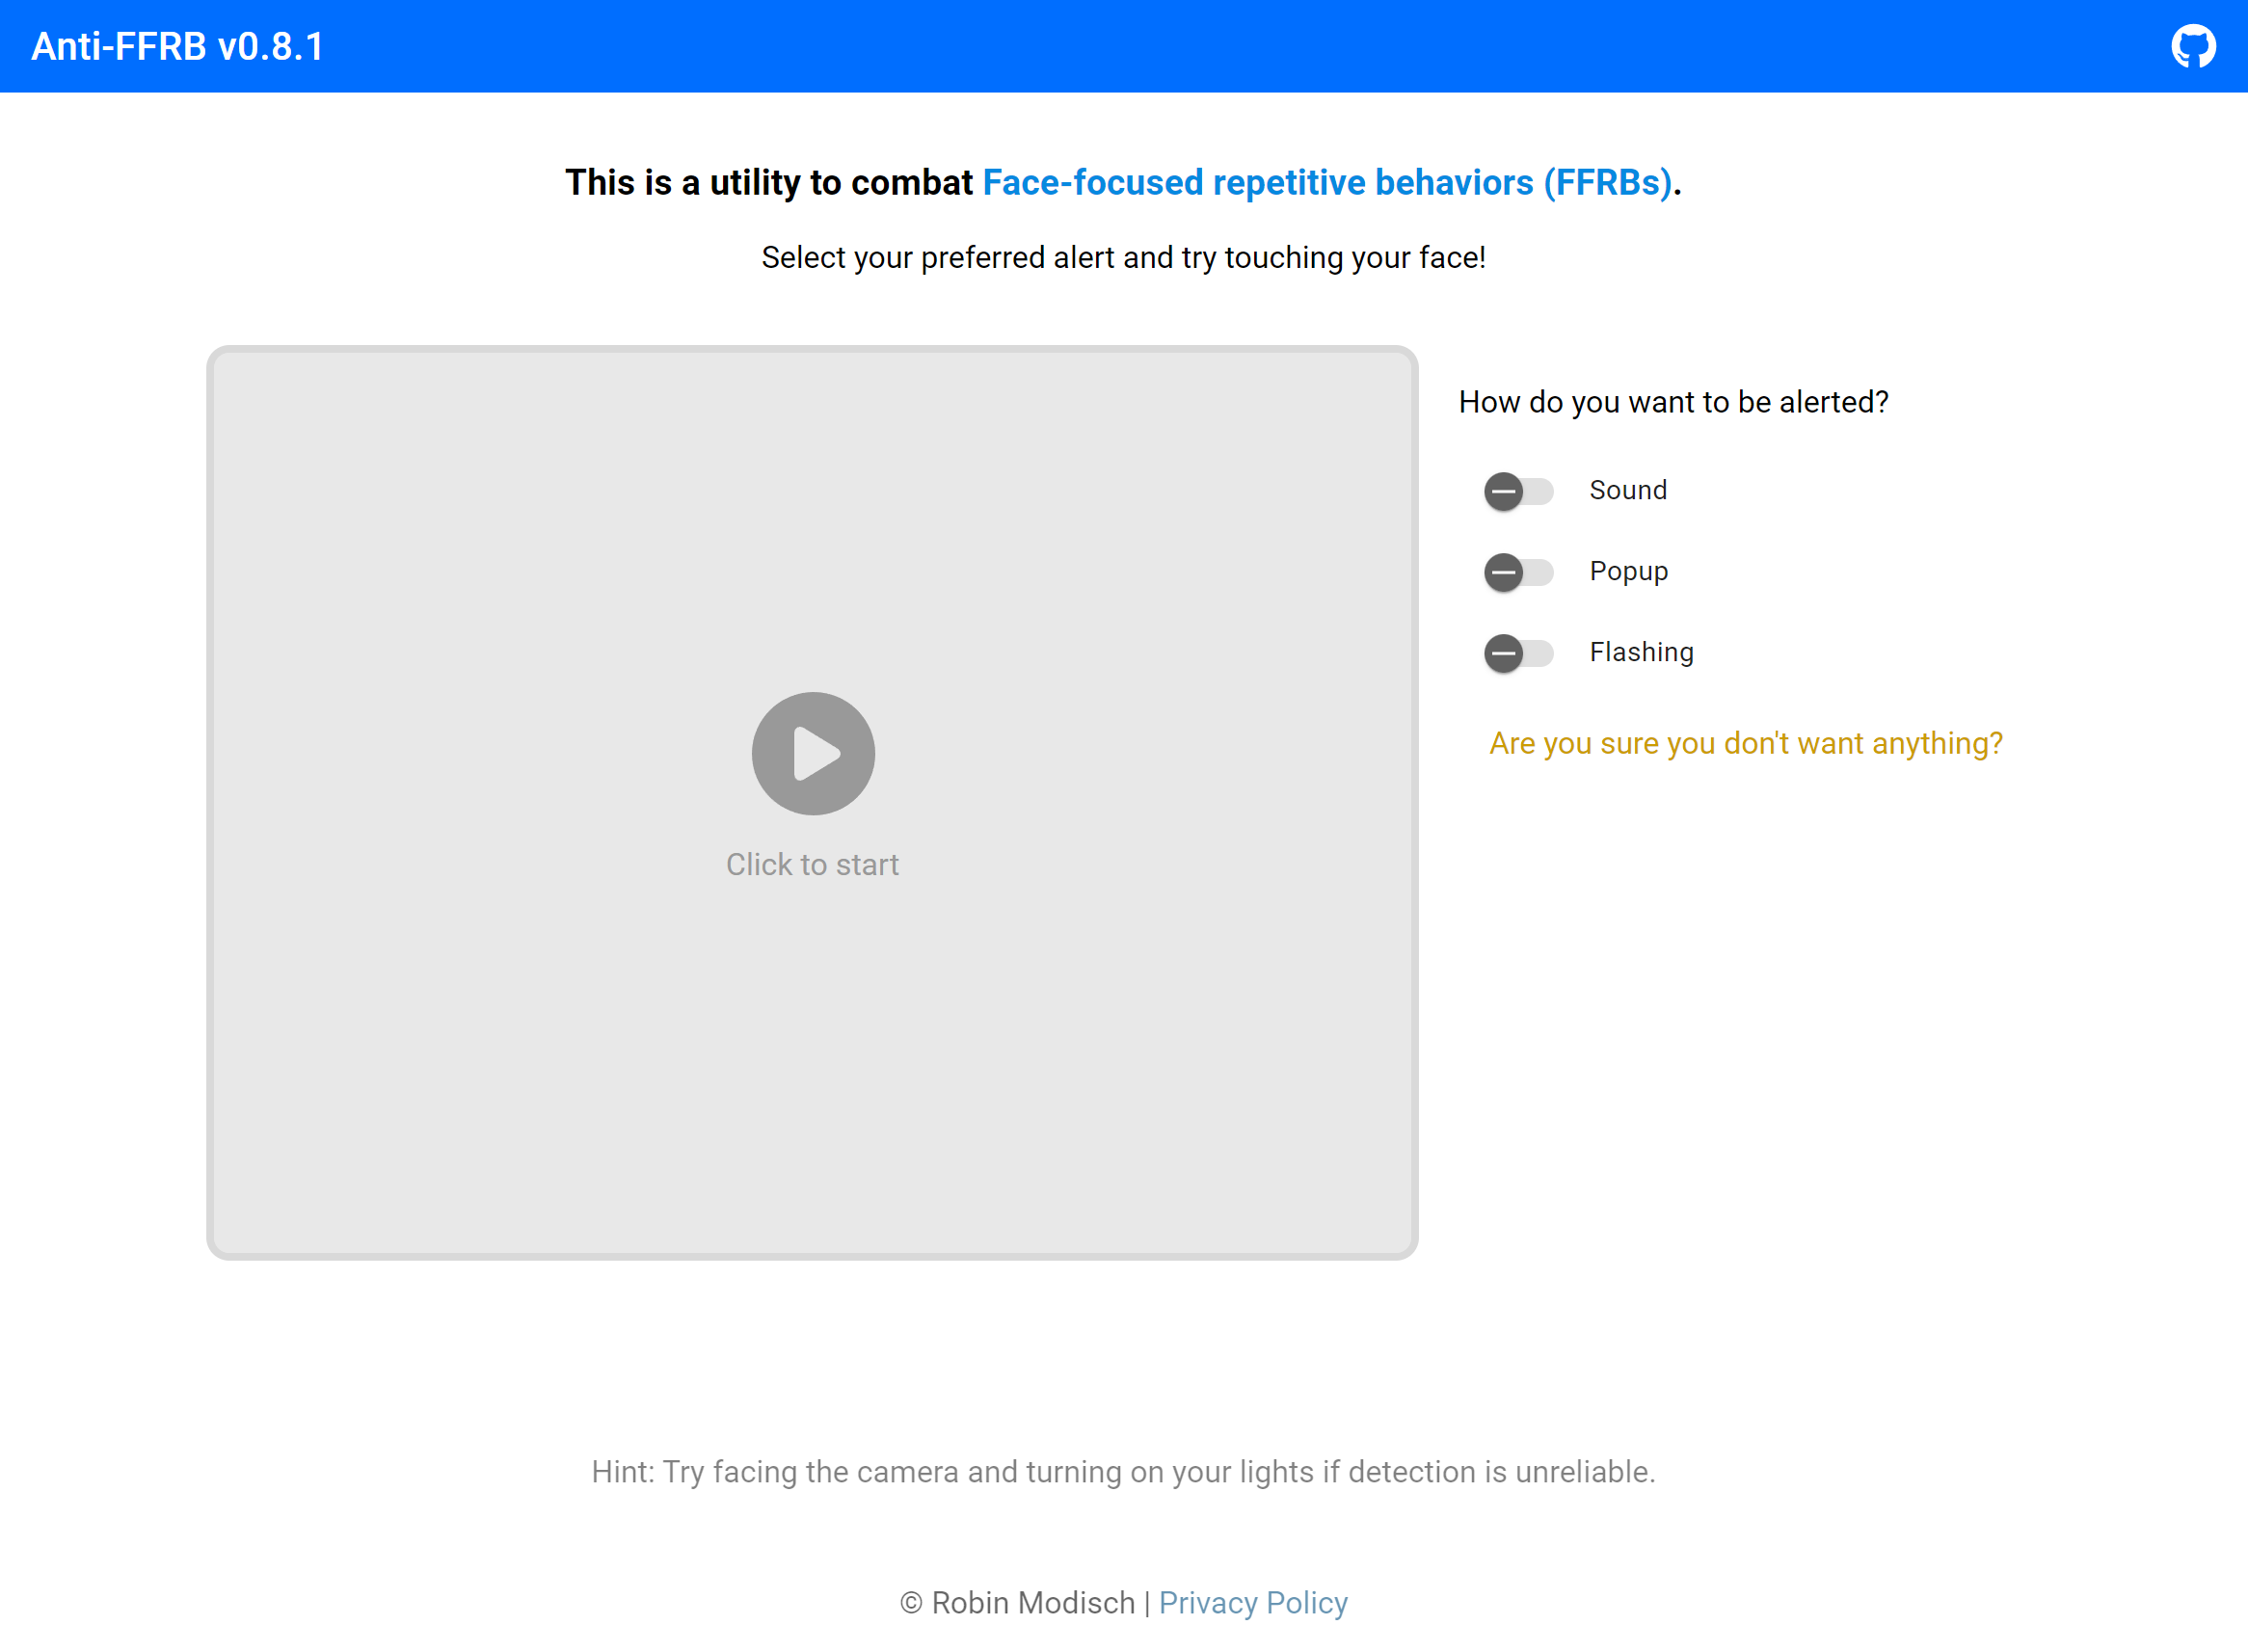 Anti-FFRB v0.8.1
This is a utility to combat Face-focused repetitive behaviors (FFRBs).
Select your preferred alert and try touching your face!
How do you want to be alerted?
Sound
Popup
Flashing
Are you sure you don't want anything?
Click to start
Hint: Try facing the camera and turning on your lights if detection is unreliable.
© Robin Modisch | Privacy Policy